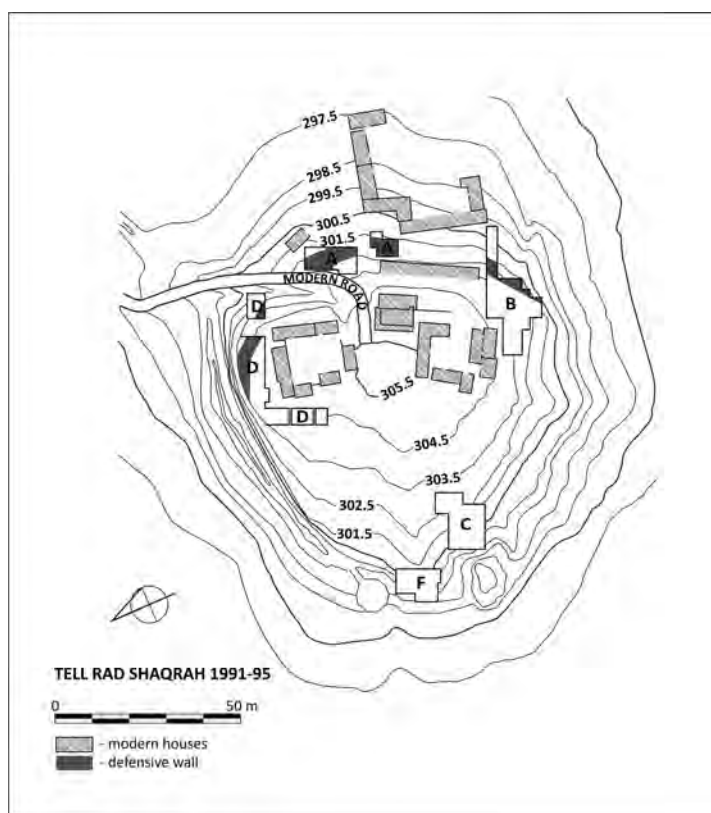 297.5
298.5
299.5
300.5
301.5
A
A
MODERN ROAD
B
D
D
305.5
D
304.5
303.5
302.5
C
301.5
F
TELL RAD SHAQRAH 1991-95
0 50 m
- modern houses
- defensive wall